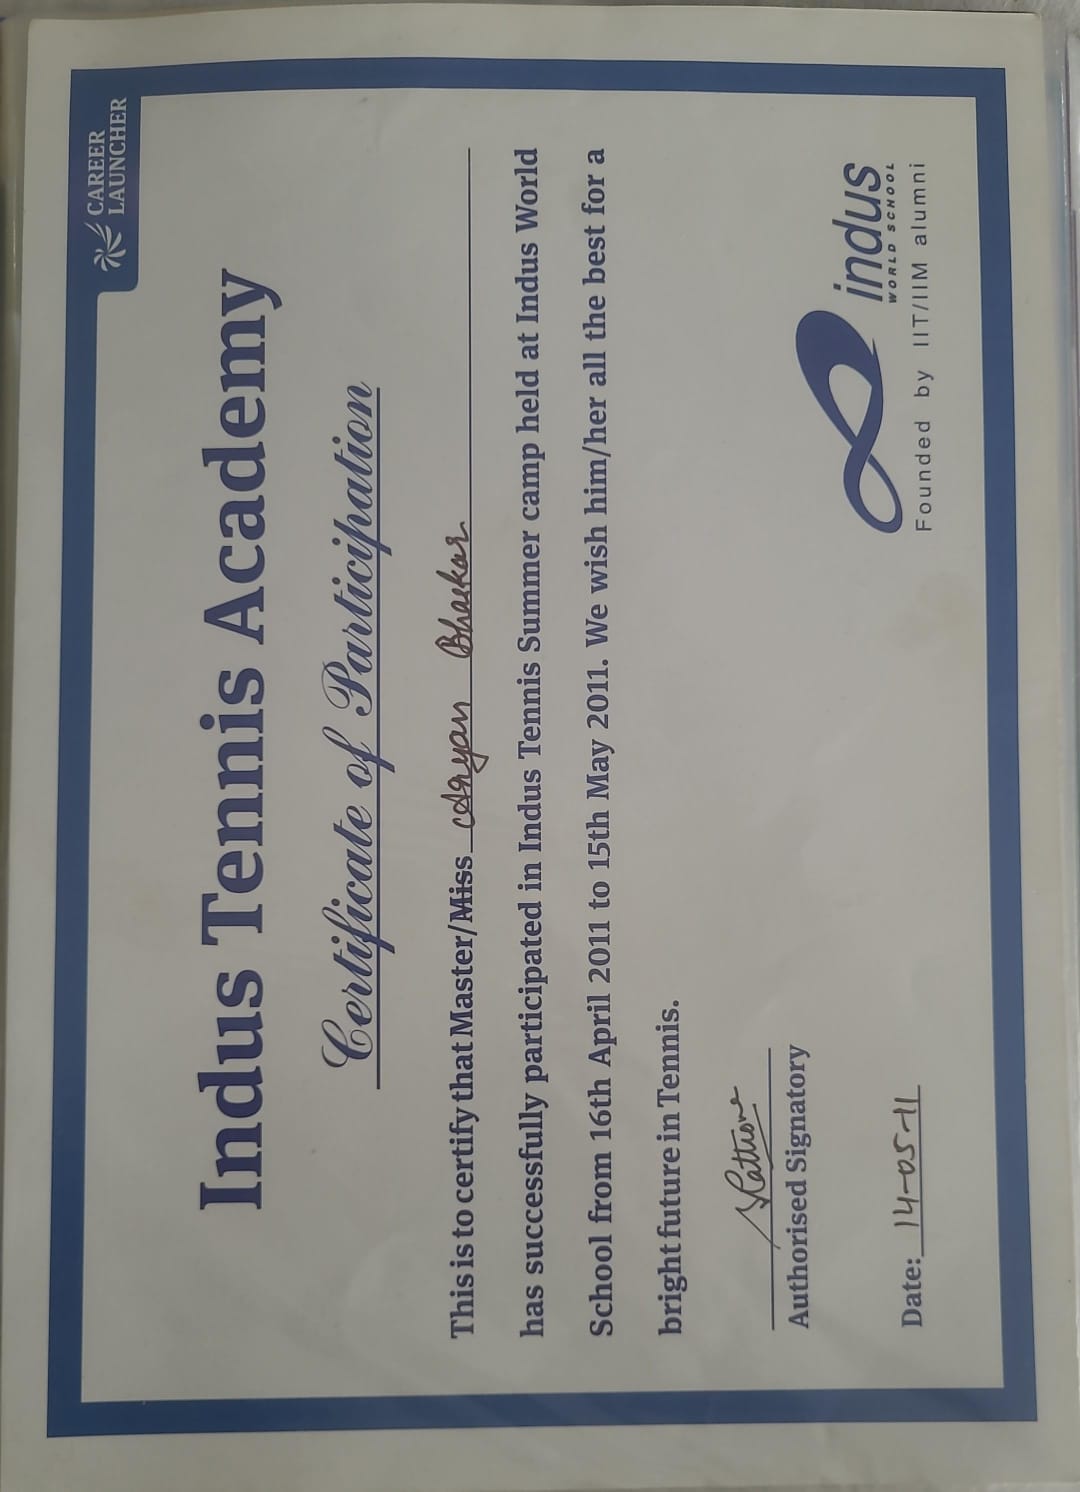 CAREER
LAUNCHER
Indus Tennis Academy
Certificate of Participation
This is to certify that Master/Miss Aryan Bhaskar
has successfully participated in Indus Tennis Summer camp held at Indus World
School from 16th April 2011 to 15th May 2011. We wish him/her all the best for a
bright future in Tennis.
Authorised Signatory
Date: 14-05-11
indus
WORLD SCHOOL
Founded by IIT/IIM alumni